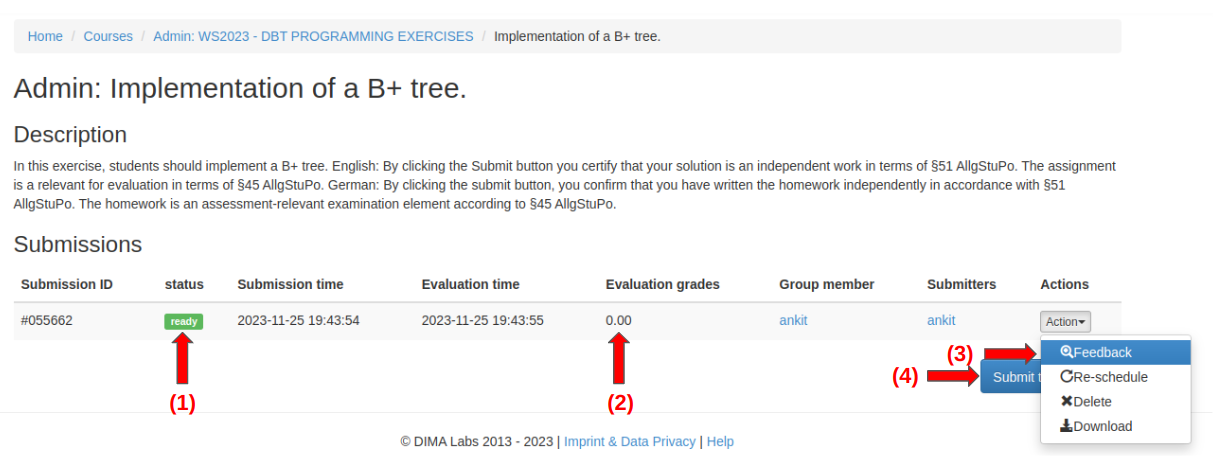 Home / Courses / Admin: WS2023 - DBT PROGRAMMING EXERCISES / Implementation of a B+ tree.
Admin: Implementation of a B+ tree.
Description
In this exercise, students should implement a B+ tree. English: By clicking the Submit button you certify that your solution is an independent work in terms of §51 AllgStuPo. The assignment
is a relevant for evaluation in terms of §45 AllgStuPo. German: By clicking the submit button, you confirm that you have written the homework independently in accordance with §51
AllgStuPo. The homework is an assessment-relevant examination element according to §45 AllgStuPo.
Submissions
Submission ID status Submission time Evaluation time Evaluation grades Group member Submitters Actions
#055662 ready 2023-11-25 19:43:54 2023-11-25 19:43:55 0.00 ankit ankit Action
(3) Feedback
(4) Submit Re-schedule
(1) (2) Delete
Download
© DIMA Labs 2013 - 2023 | Imprint & Data Privacy | Help